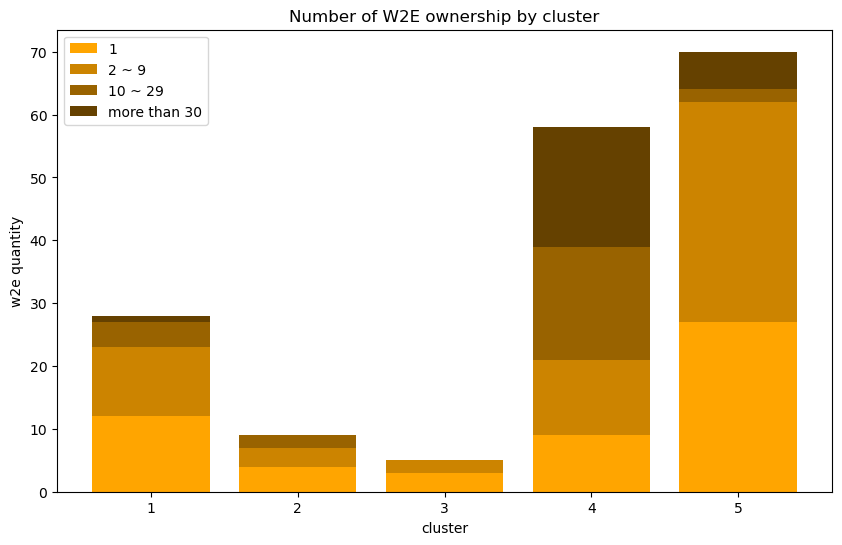 Number of W2E ownership by cluster
1
2 ~ 9
10 ~ 29
more than 30
70
60
50
40
30
20
10
0
w2e quantity
1 2 3 4 5
cluster